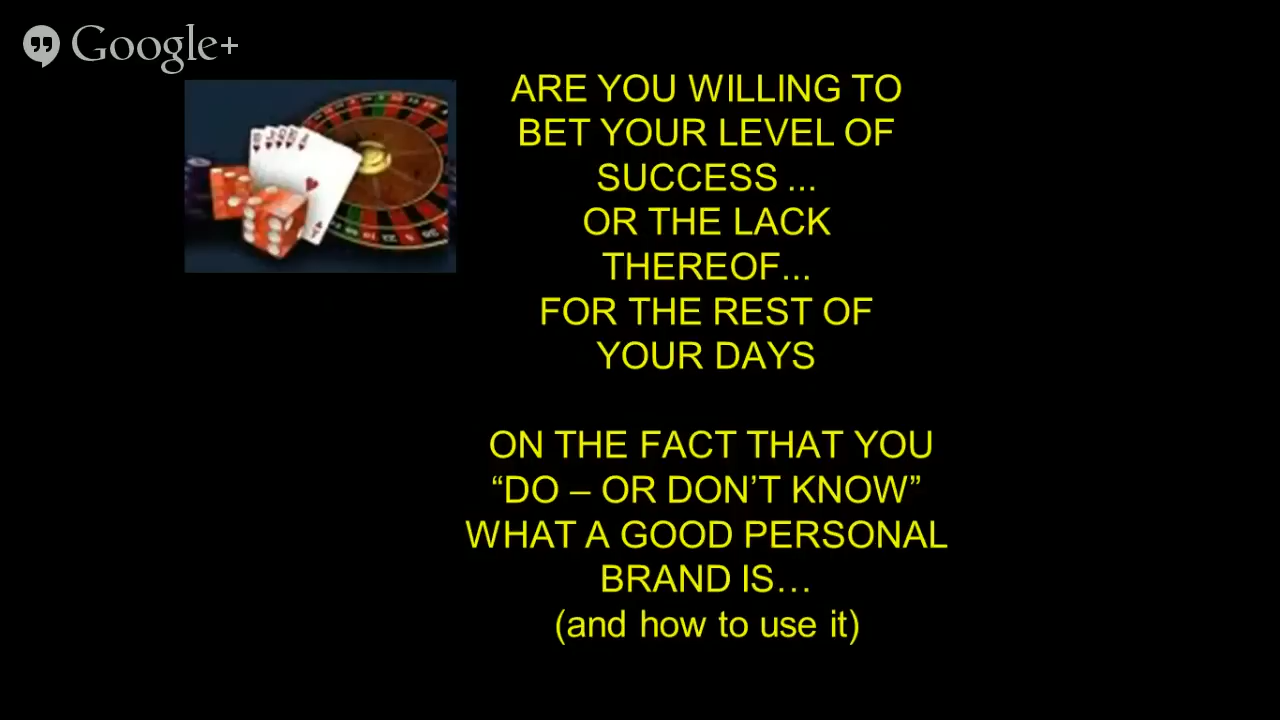 Google+
ARE YOU WILLING TO
BET YOUR LEVEL OF
SUCCESS ...
OR THE LACK
THEREOF...
FOR THE REST OF
YOUR DAYS
ON THE FACT THAT YOU
“DO – OR DON’T KNOW”
WHAT A GOOD PERSONAL
BRAND IS…
(and how to use it)